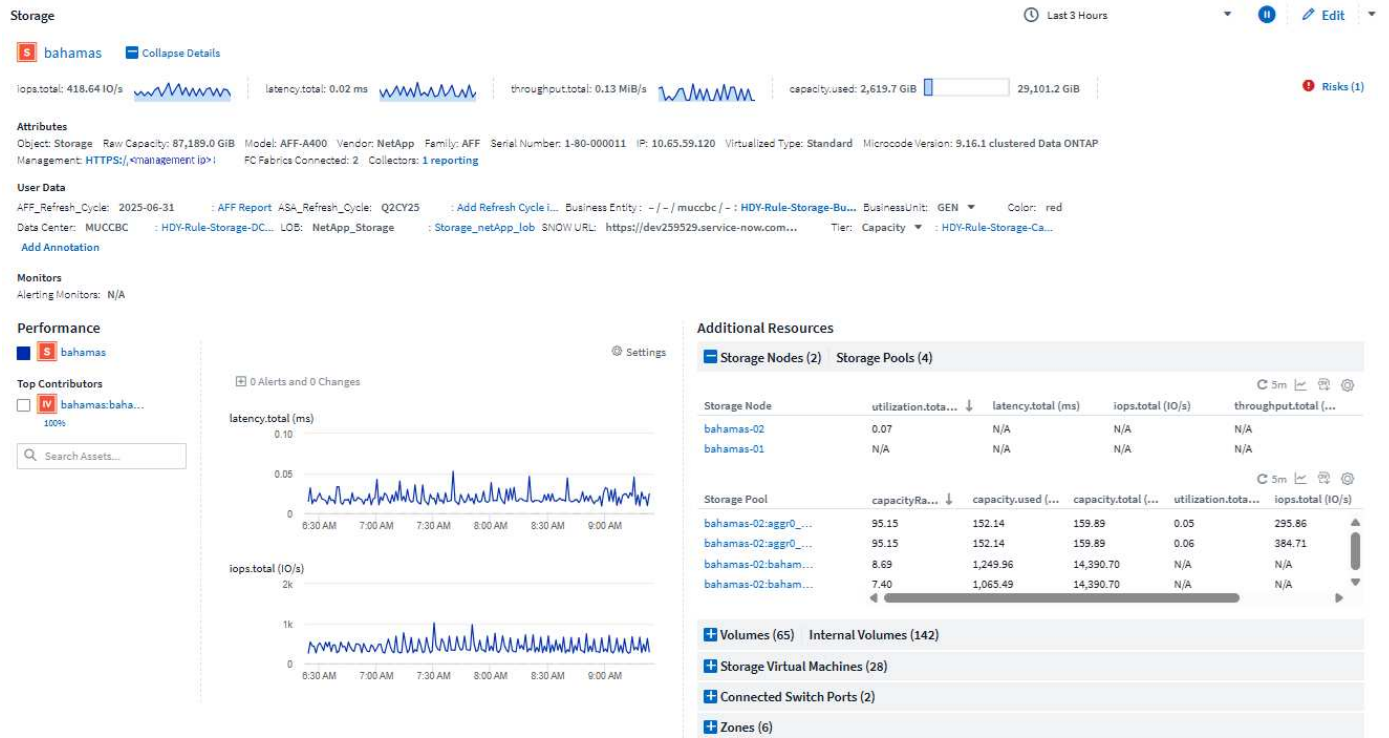 Storage
Last 3 Hours
Edit
S bahamas Collapse Details
iops.total: 418.64 IO/s latency.total: 0.02 ms throughput.total: 0.13 MiB/s capacity.used: 2,619.7 GiB 29,101.2 GiB Risks (1)
Attributes
Object: Storage Raw Capacity: 87,189.0 GiB Model: AFF-A400 Vendor: NetApp Family: AFF Serial Number: 1-80-000011 IP: 10.65.59.120 Virtualized Type: Standard Microcode Version: 9.16.1 clustered Data ONTAP
Management: HTTPS:/,<management ip> FC Fabrics Connected: 2 Collectors: 1 reporting
User Data
AFF_Refresh_Cycle: 2025-06-31 : AFF Report ASA_Refresh_Cycle: Q2CY25 : Add Refresh Cycle i... Business Entity: - / - / muccbc / - : HDY-Rule-Storage-Bu... BusinessUnit: GEN Color: red
Data Center: MUCCBC : HDY-Rule-Storage-DC... LOB: NetApp_Storage : Storage_netApp_lob SNOW URL: https://dev259529.service-now.com... Tier: Capacity : HDY-Rule-Storage-Ca...
Add Annotation
Monitors
Alerting Monitors: N/A
Performance
S bahamas
Settings
Top Contributors
IV bahamas:baha...
100%
Search Assets...
0 Alerts and 0 Changes
latency.total (ms)
0.10
0.05
0
6:30 AM 7:00 AM 7:30 AM 8:00 AM 8:30 AM 9:00 AM
iops.total (IO/s)
2k
1k
0
6:30 AM 7:00 AM 7:30 AM 8:00 AM 8:30 AM 9:00 AM
Additional Resources
Storage Nodes (2) Storage Pools (4)
5m
Storage Node utilization.tota... latency.total (ms) iops.total (IO/s) throughput.total (...
bahamas-02 0.07 N/A N/A N/A
bahamas-01 N/A N/A N/A N/A
5m
Storage Pool capacityRa... capacity.used (... capacity.total (... utilization.tota... iops.total (IO/s)
bahamas-02:aggr0_... 95.15 152.14 159.89 0.05 295.86
bahamas-02:aggr0_... 95.15 152.14 159.89 0.06 384.71
bahamas-02:baham... 8.69 1,249.96 14,390.70 N/A N/A
bahamas-02:baham... 7.40 1,065.49 14,390.70 N/A N/A
Volumes (65) Internal Volumes (142)
Storage Virtual Machines (28)
Connected Switch Ports (2)
Zones (6)